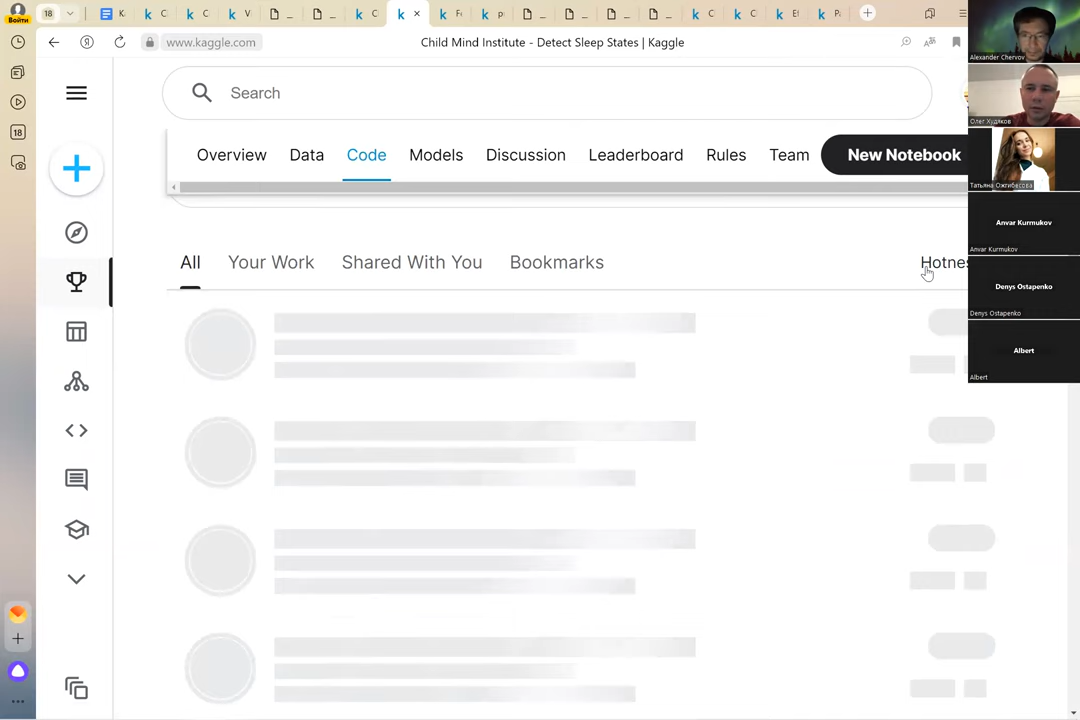 18
Войти
www.kaggle.com
Child Mind Institute - Detect Sleep States | Kaggle
Search
Overview
Data
Code
Models
Discussion
Leaderboard
Rules
Team
New Notebook
All
Your Work
Shared With You
Bookmarks
Hotnes
18
Alexander Chervov
Олег Худяков
Татьяна Ожгибесова
Anvar Kurmukov
Anvar Kurmukov
Denys Ostapenko
Denys Ostapenko
Albert
Albert